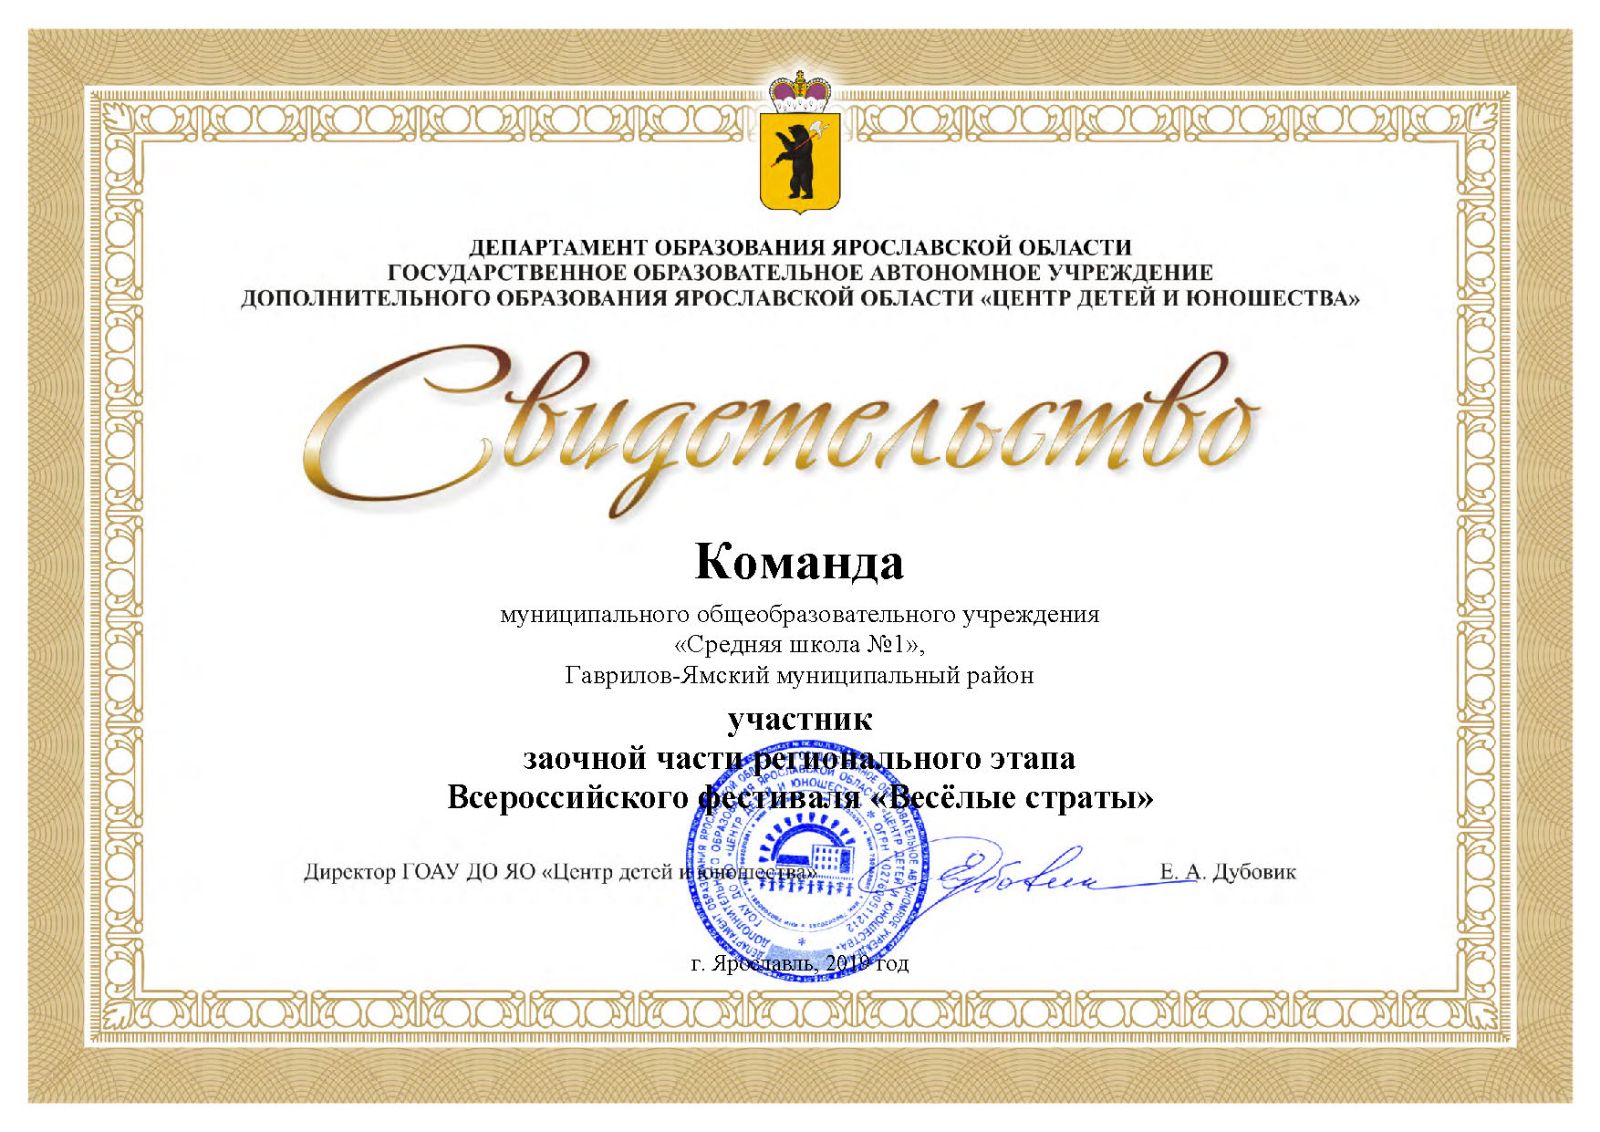 ДЕПАРТАМЕНТ ОБРАЗОВАНИЯ ЯРОСЛАВСКОЙ ОБЛАСТИ
ГОСУДАРСТВЕННОЕ ОБРАЗОВАТЕЛЬНОЕ АВТОНОМНОЕ УЧРЕЖДЕНИЕ
ДОПОЛНИТЕЛЬНОГО ОБРАЗОВАНИЯ ЯРОСЛАВСКОЙ ОБЛАСТИ «ЦЕНТР ДЕТЕЙ И ЮНОШЕСТВА»
Свидетельство
Команда
муниципального общеобразовательного учреждения
«Средняя школа №1»,
Гаврилов-Ямский муниципальный район
участник
заочной части регионального этапа
Всероссийского фестиваля «Весёлые страты»
Директор ГОАУ ДО ЯО «Центр детей и юношества» Е. А. Дубовик
г. Ярославль, 2019 год